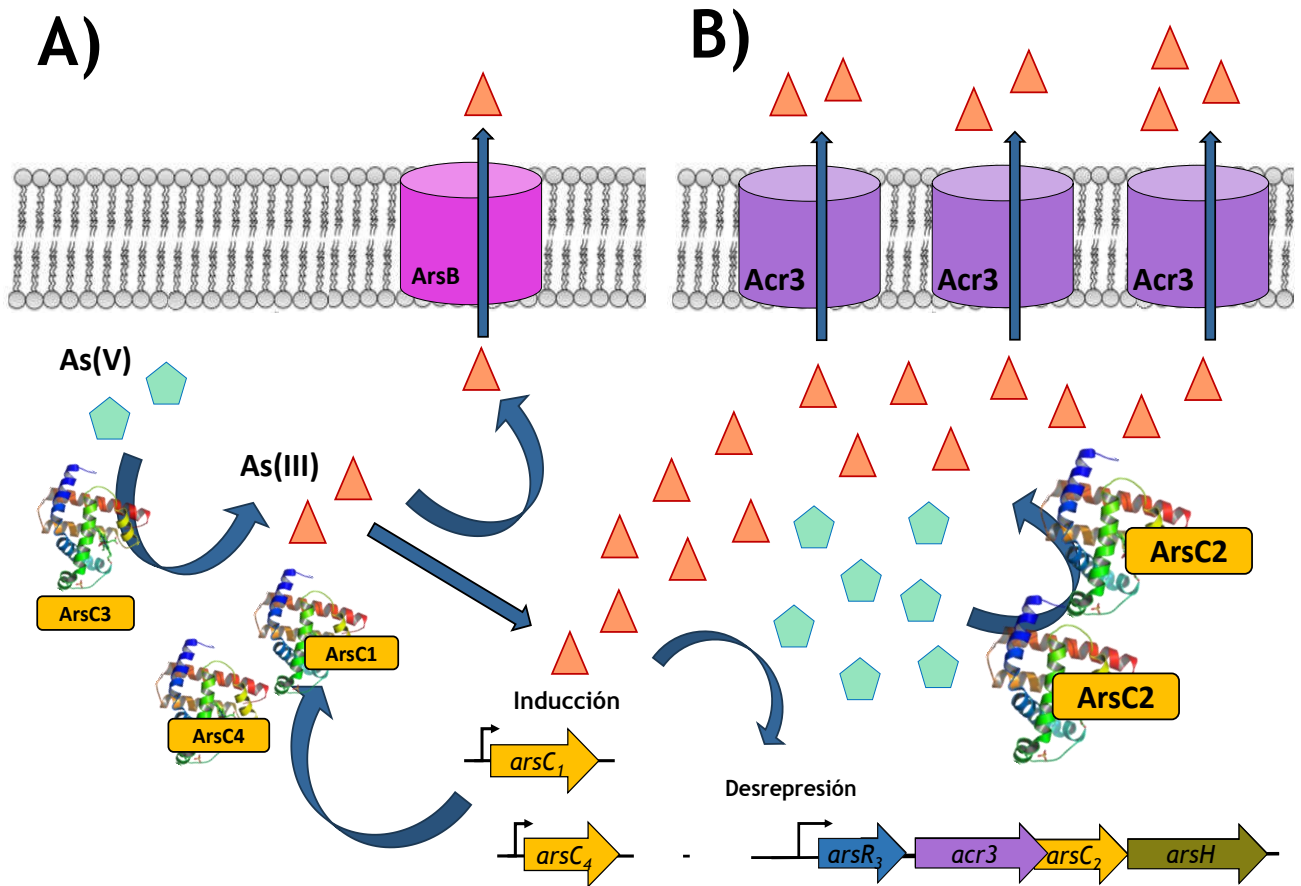 A)
B)
ArsB
Acr3
Acr3
Acr3
As(V)
As(III)
ArsC3
ArsC1
ArsC4
ArsC2
ArsC2
Inducción
arsC₁
Desrepresión
arsC₄
-
arsR₃
acr3
arsC₂
arsH